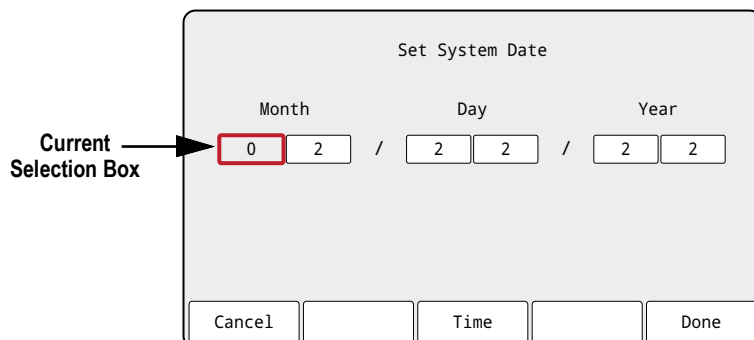 Set System Date
Month Day Year
Current
Selection Box
0 2 / 2 2 / 2 2
Cancel Time Done